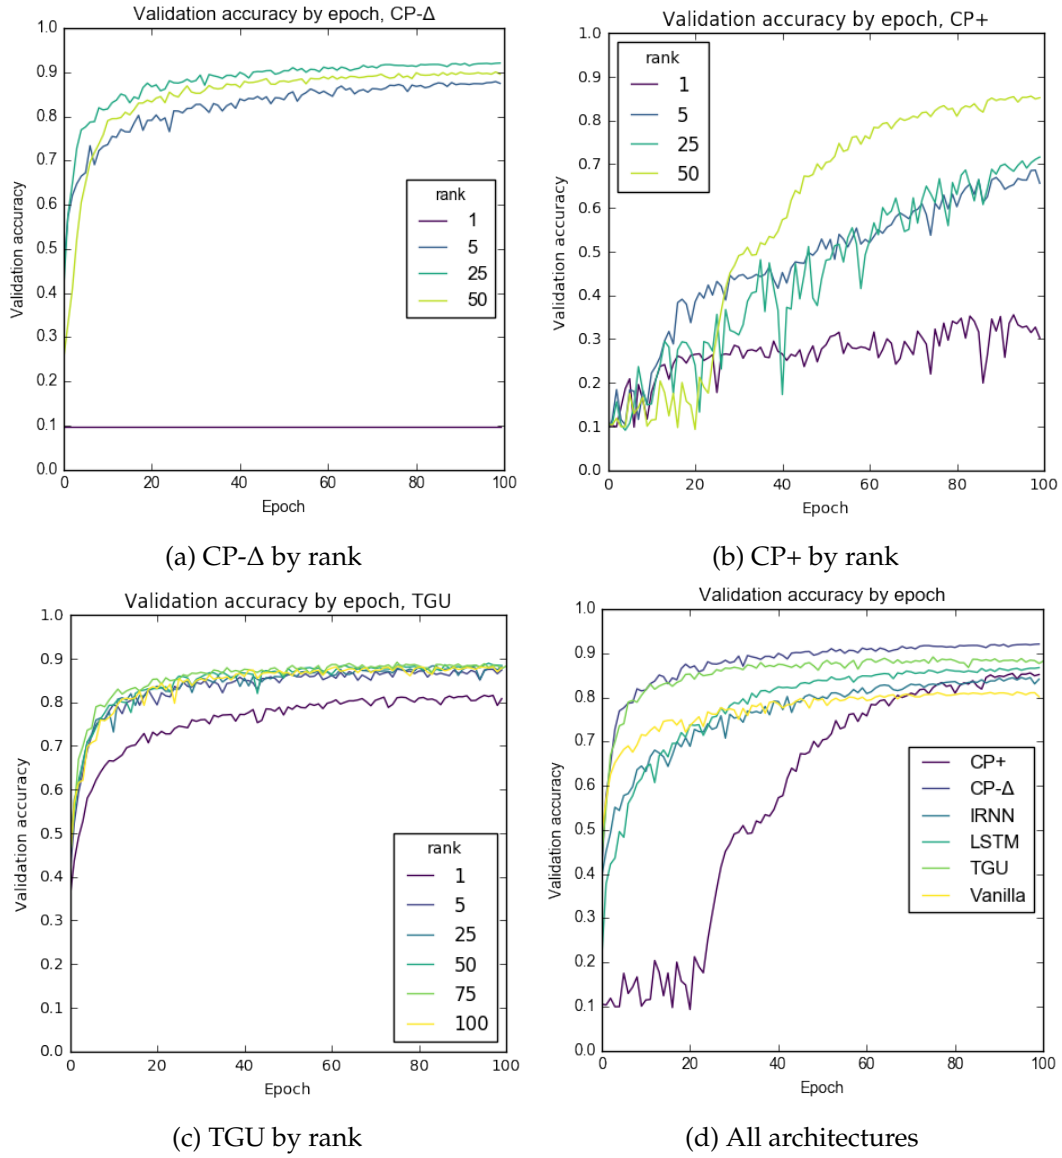 Validation accuracy by epoch, CP-Δ
1.0
0.9
0.8
0.7
0.6
0.5
0.4
0.3
0.2
0.1
0.0
Validation accuracy
rank
1
5
25
50
0 20 40 60 80 100
Epoch
(a) CP-Δ by rank
Validation accuracy by epoch, CP+
1.0
0.9
0.8
0.7
0.6
0.5
0.4
0.3
0.2
0.1
0.0
Validation accuracy
rank
1
5
25
50
0 20 40 60 80 100
Epoch
(b) CP+ by rank
Validation accuracy by epoch, TGU
1.0
0.9
0.8
0.7
0.6
0.5
0.4
0.3
0.2
0.1
0.0
Validation accuracy
rank
1
5
25
50
75
100
0 20 40 60 80 100
Epoch
(c) TGU by rank
Validation accuracy by epoch
1.0
0.9
0.8
0.7
0.6
0.5
0.4
0.3
0.2
0.1
0.0
Validation accuracy
CP+
CP-Δ
IRNN
LSTM
TGU
Vanilla
0 20 40 60 80 100
Epoch
(d) All architectures